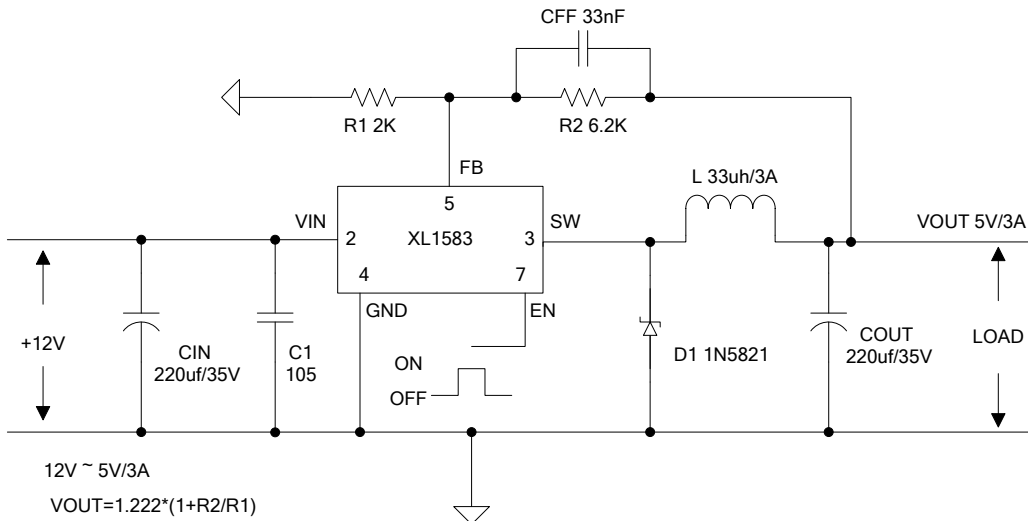 CFF 33nF
R1 2K
R2 6.2K
FB
L 33uh/3A
5
VIN
SW
VOUT 5V/3A
2
XL1583
3
4
7
GND
EN
+12V
CIN
220uf/35V
C1
105
ON
OFF
D1 1N5821
COUT
220uf/35V
LOAD
12V ~ 5V/3A
VOUT=1.222*(1+R2/R1)